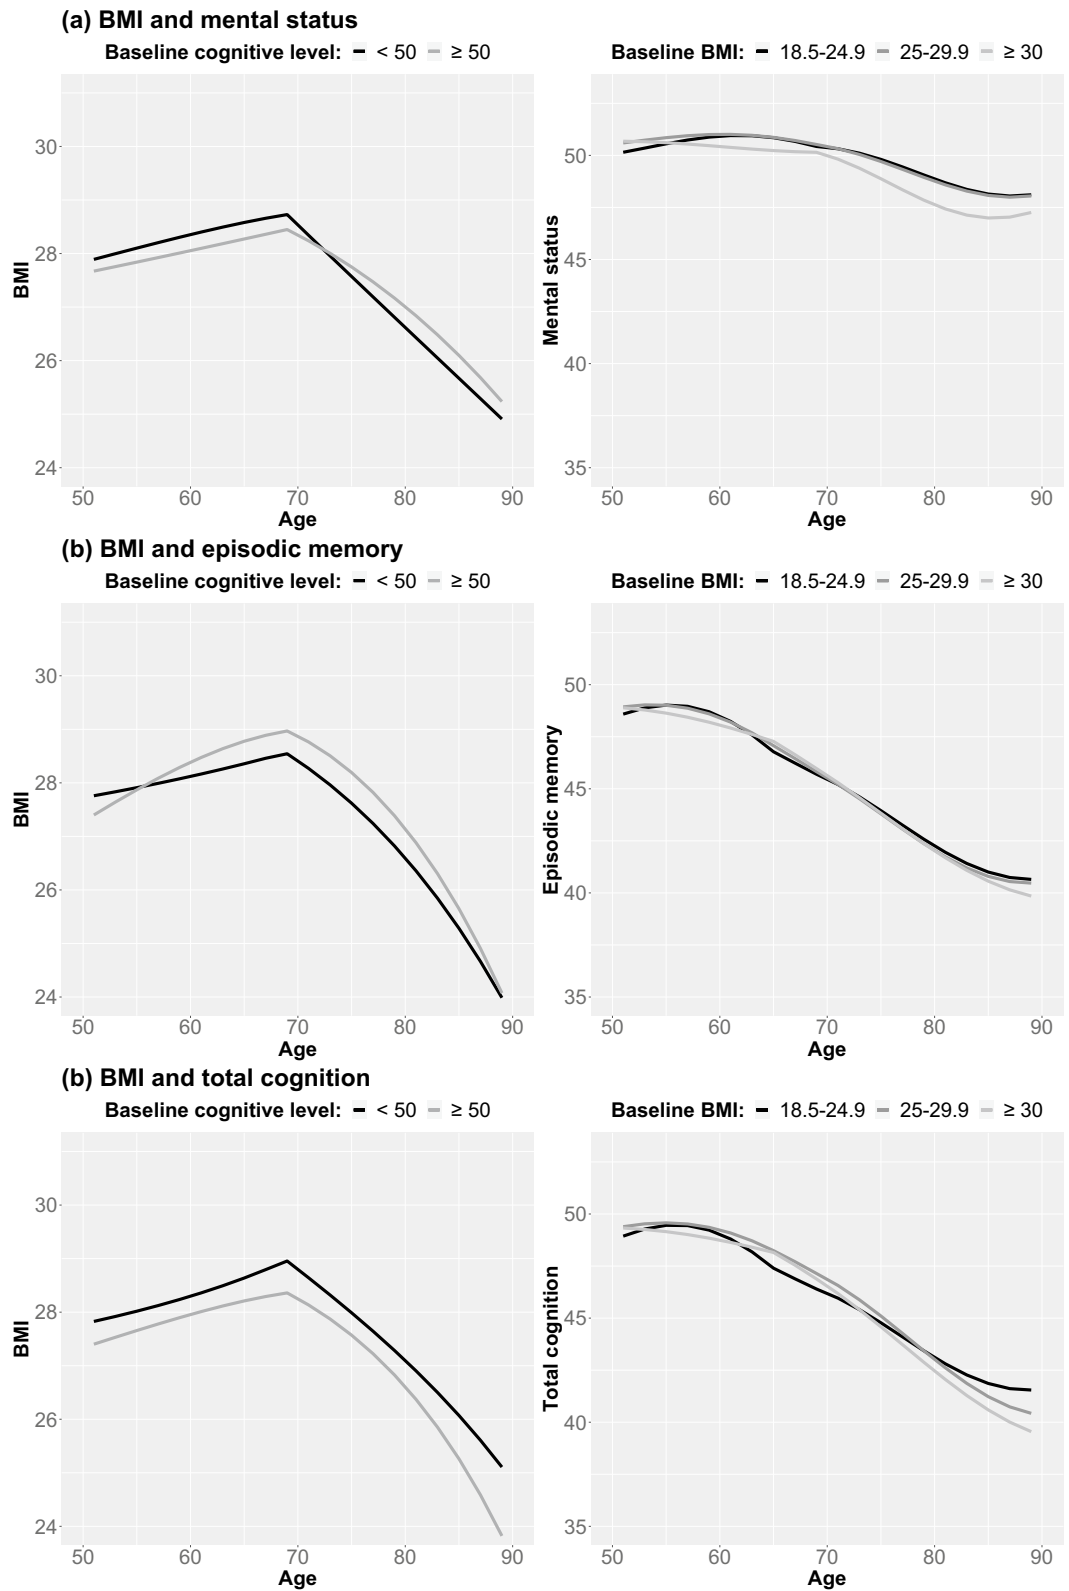 (a) BMI and mental status
Baseline cognitive level: < 50 ≥ 50
BMI
30
28
26
24
50 60 70 80 90
Age
Baseline BMI: 18.5-24.9 25-29.9 ≥ 30
Mental status
50
45
40
35
50 60 70 80 90
Age
(b) BMI and episodic memory
Baseline cognitive level: < 50 ≥ 50
BMI
30
28
26
24
50 60 70 80 90
Age
Baseline BMI: 18.5-24.9 25-29.9 ≥ 30
Episodic memory
50
45
40
35
50 60 70 80 90
Age
(b) BMI and total cognition
Baseline cognitive level: < 50 ≥ 50
BMI
30
28
26
24
50 60 70 80 90
Age
Baseline BMI: 18.5-24.9 25-29.9 ≥ 30
Total cognition
50
45
40
35
50 60 70 80 90
Age